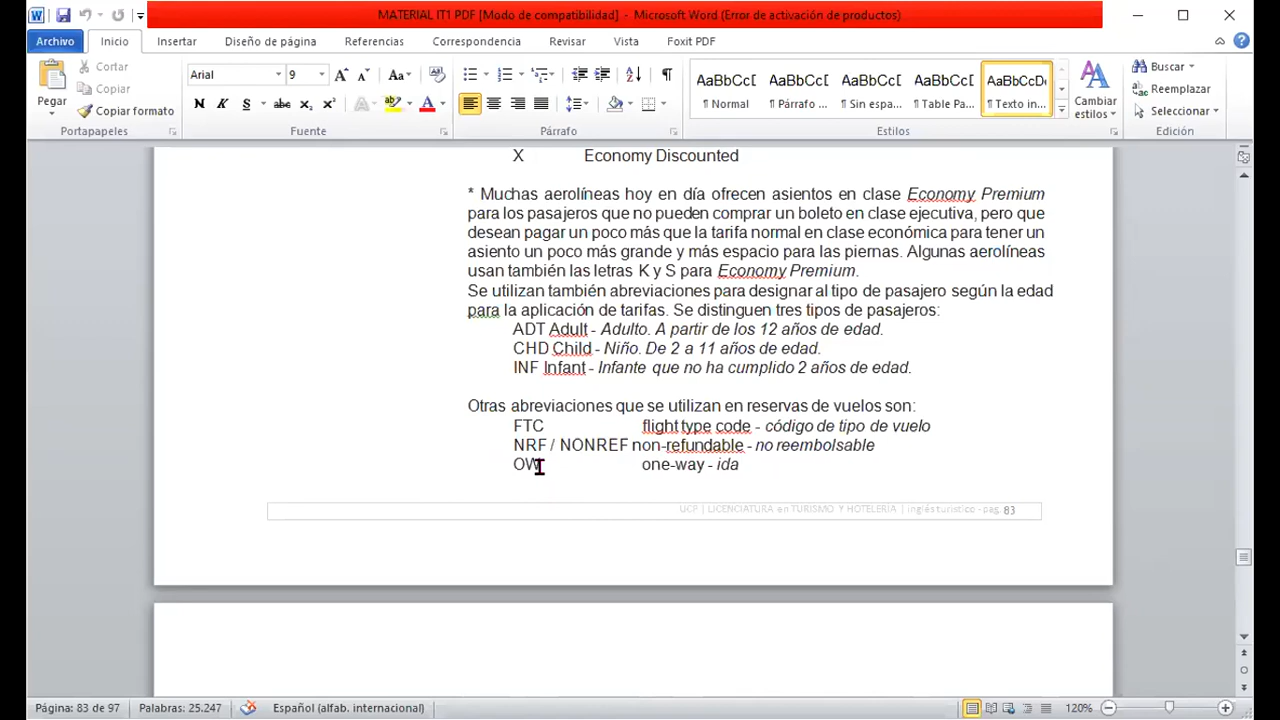 MATERIAL IT1 PDF [Modo de compatibilidad] - Microsoft Word (Error de activación de productos)
Archivo Inicio Insertar Diseño de página Referencias Correspondencia Revisar Vista Foxit PDF
Pegar
Cortar
Copiar
Copiar formato
Portapapeles
Arial 9
Fuente
Párrafo
AaBbCcI AaBbCcI AaBbCcI AaBbCcI AaBbCcDi
¶ Normal ¶ Párrafo ... ¶ Sin espa... ¶ Table Pa... ¶ Texto in...
Cambiar estilos
Estilos
Buscar
Reemplazar
Seleccionar
Edición
X Economy Discounted
* Muchas aerolíneas hoy en día ofrecen asientos en clase Economy Premium
para los pasajeros que no pueden comprar un boleto en clase ejecutiva, pero que
desean pagar un poco más que la tarifa normal en clase económica para tener un
asiento un poco más grande y más espacio para las piernas. Algunas aerolíneas
usan también las letras K y S para Economy Premium.
Se utilizan también abreviaciones para designar al tipo de pasajero según la edad
para la aplicación de tarifas. Se distinguen tres tipos de pasajeros:
ADT Adult - Adulto. A partir de los 12 años de edad.
CHD Child - Niño. De 2 a 11 años de edad.
INF Infant - Infante que no ha cumplido 2 años de edad.
Otras abreviaciones que se utilizan en reservas de vuelos son:
FTC flight type code - código de tipo de vuelo
NRF / NONREF non-refundable - no reembolsable
OW one-way - ida
UCP | LICENCIATURA en TURISMO Y HOTELERIA | inglés turístico - pag. 83
Página: 83 de 97 Palabras: 25.247 Español (alfab. internacional) 120%